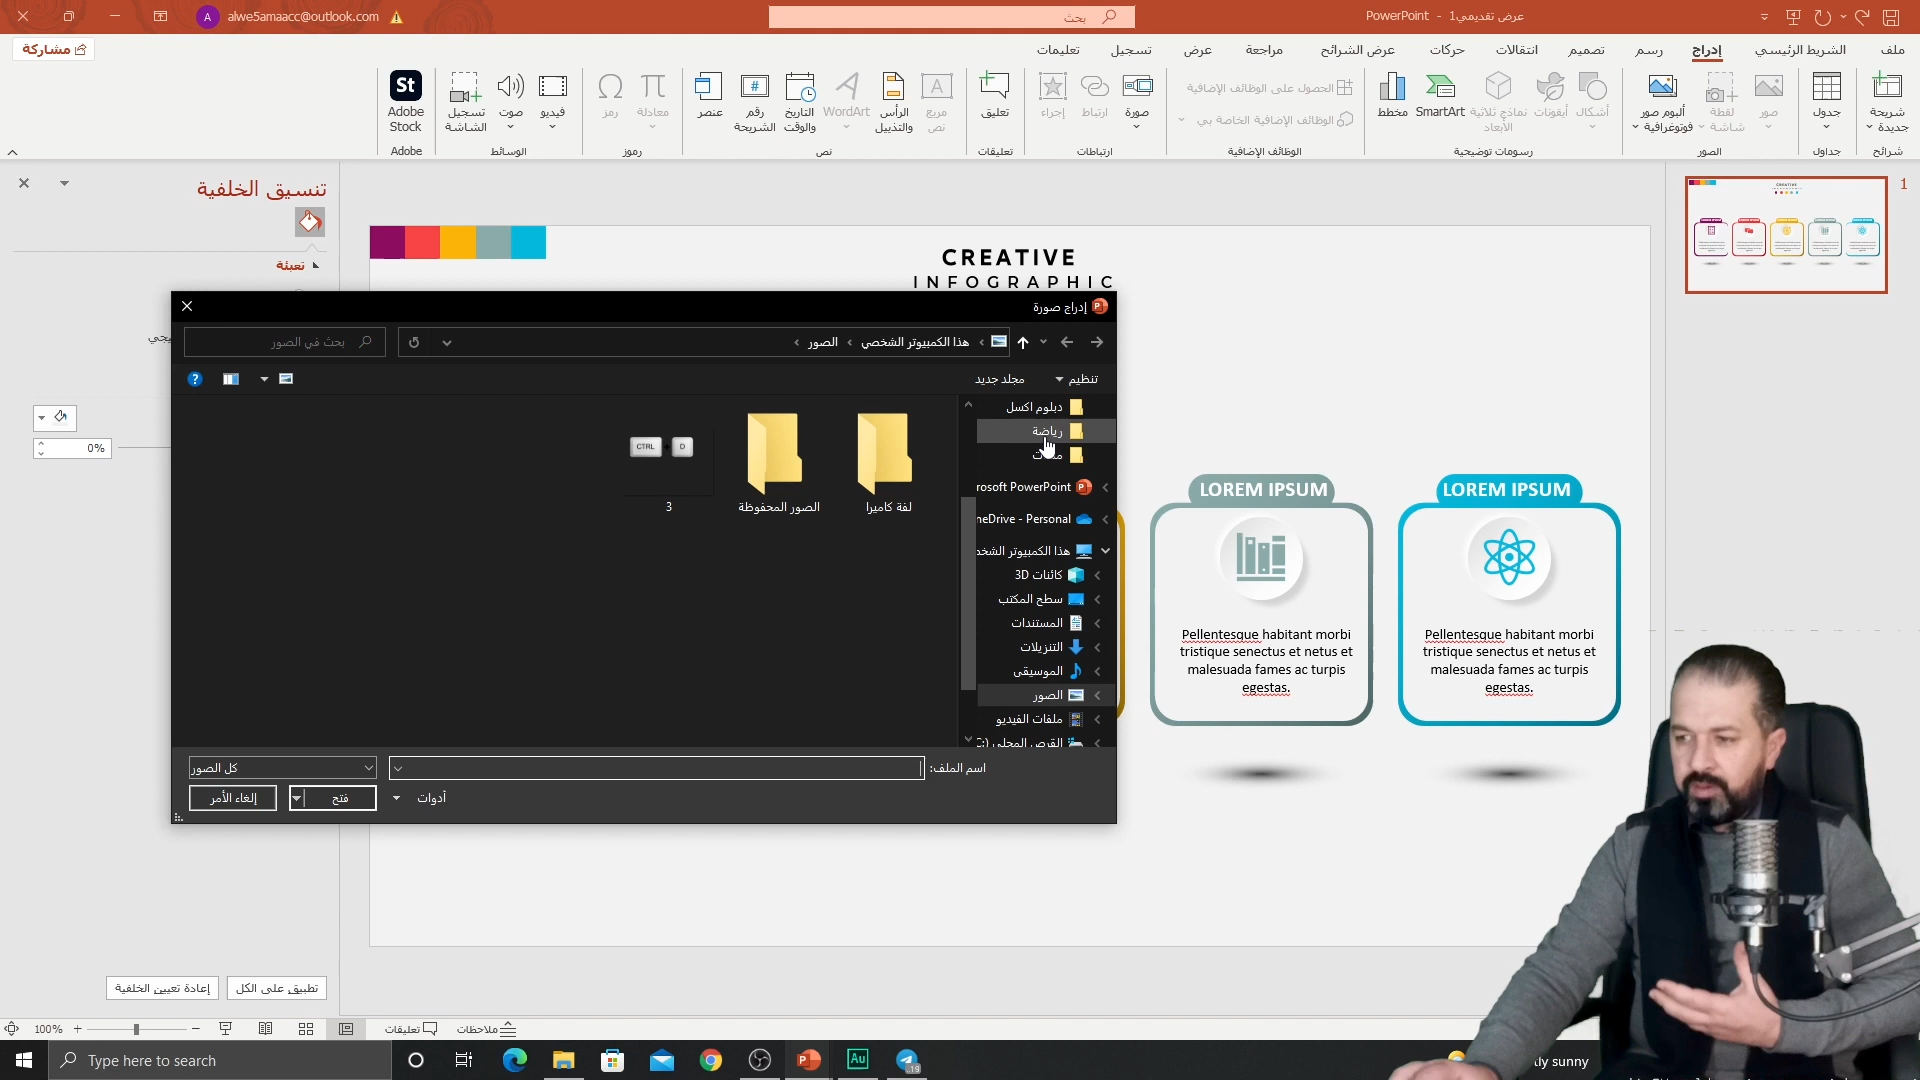 alwe5amaacc@outlook.com
A
بحث
عرض تقديمي1 - PowerPoint
ملف
الشريط الرئيسي
إدراج
رسم
تصميم
انتقالات
حركات
عرض الشرائح
مراجعة
عرض
تسجيل
تعليمات
مشاركة
شريحة
جديدة
جدول
صور
لقطة
شاشة
ألبوم صور
فوتوغرافية
أشكال
أيقونات
نماذج ثلاثية
الأبعاد
SmartArt
مخطط
الحصول على الوظائف الإضافية
الوظائف الإضافية الخاصة بي
صورة
ارتباط
إجراء
تعليق
مربع
نص
الرأس
والتذييل
WordArt
التاريخ
والوقت
رقم
الشريحة
عنصر
معادلة
رمز
فيديو
صوت
تسجيل
الشاشة
St
Adobe
Stock
شرائح
جداول
الصور
رسومات توضيحية
الوظائف الإضافية
ارتباطات
تعليقات
نص
رموز
الوسائط
Adobe
تنسيق الخلفية
تعبئة
0%
تطبيق على الكل
إعادة تعيين الخلفية
1
CREATIVE
INFOGRAPHIC
إدراج صورة
هذا الكمبيوتر الشخصي
الصور
بحث في الصور
تنظيم
مجلد جديد
دبلوم اكسل
رياضة
rosoft PowerPoint
neDrive - Personal
هذا الكمبيوتر الشخص
كائنات 3D
سطح المكتب
المستندات
التنزيلات
الموسيقى
الصور
ملفات الفيديو
القرص المحلي (C:
لفة كاميرا
الصور المحفوظة
CTRL + D
3
اسم الملف:
كل الصور
أدوات
فتح
إلغاء الأمر
LOREM IPSUM
Pellentesque habitant morbi
tristique senectus et netus et
malesuada fames ac turpis
egestas.
LOREM IPSUM
Pellentesque habitant morbi
tristique senectus et netus et
malesuada fames ac turpis
egestas.
ملاحظات
تعليقات
100%
Type here to search
Au
19
ly sunny